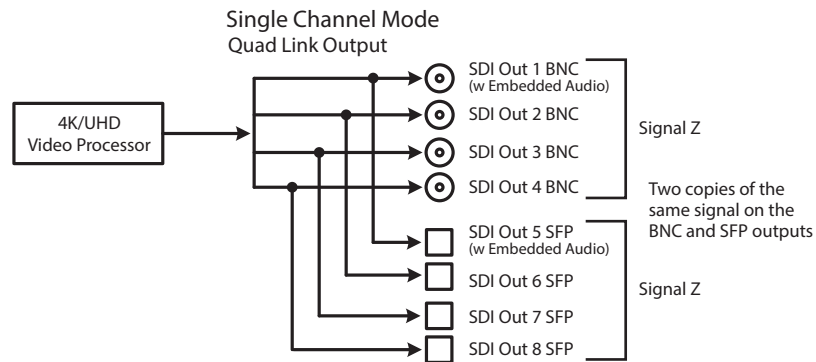 Single Channel Mode
Quad Link Output
4K/UHD
Video Processor
SDI Out 1 BNC
(w Embedded Audio)
SDI Out 2 BNC
SDI Out 3 BNC
SDI Out 4 BNC
Signal Z
Two copies of the
same signal on the
BNC and SFP outputs
SDI Out 5 SFP
(w Embedded Audio)
SDI Out 6 SFP
SDI Out 7 SFP
SDI Out 8 SFP
Signal Z